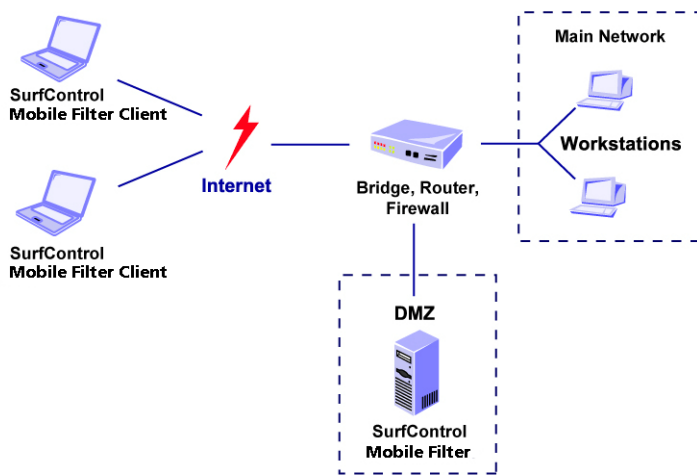 SurfControl
Mobile Filter Client
SurfControl
Mobile Filter Client
Internet
Bridge, Router,
Firewall
Main Network
Workstations
DMZ
SurfControl
Mobile Filter